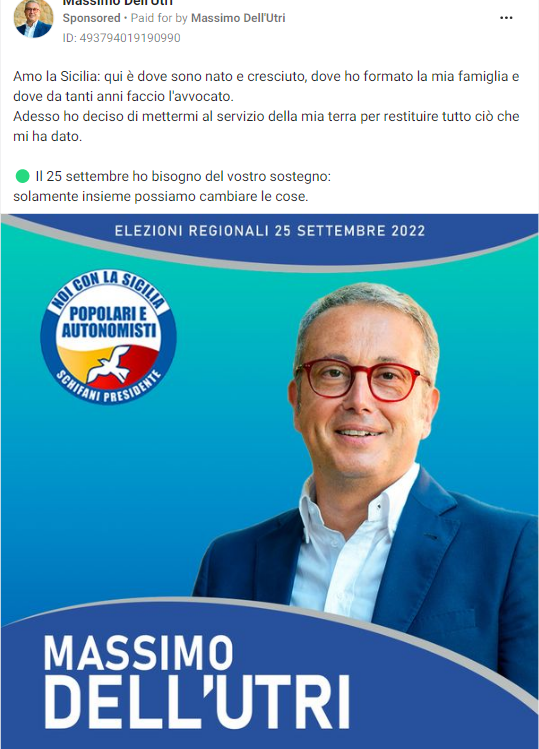 Massimo Dell'Utri
Sponsored • Paid for by Massimo Dell'Utri
ID: 493794019190990
Amo la Sicilia: qui è dove sono nato e cresciuto, dove ho formato la mia famiglia e
dove da tanti anni faccio l'avvocato.
Adesso ho deciso di mettermi al servizio della mia terra per restituire tutto ciò che
mi ha dato.
Il 25 settembre ho bisogno del vostro sostegno:
solamente insieme possiamo cambiare le cose.
ELEZIONI REGIONALI 25 SETTEMBRE 2022
NOI CON LA SICILIA
POPOLARI E
AUTONOMISTI
SCHIFANI PRESIDENTE
MASSIMO
DELL'UTRI